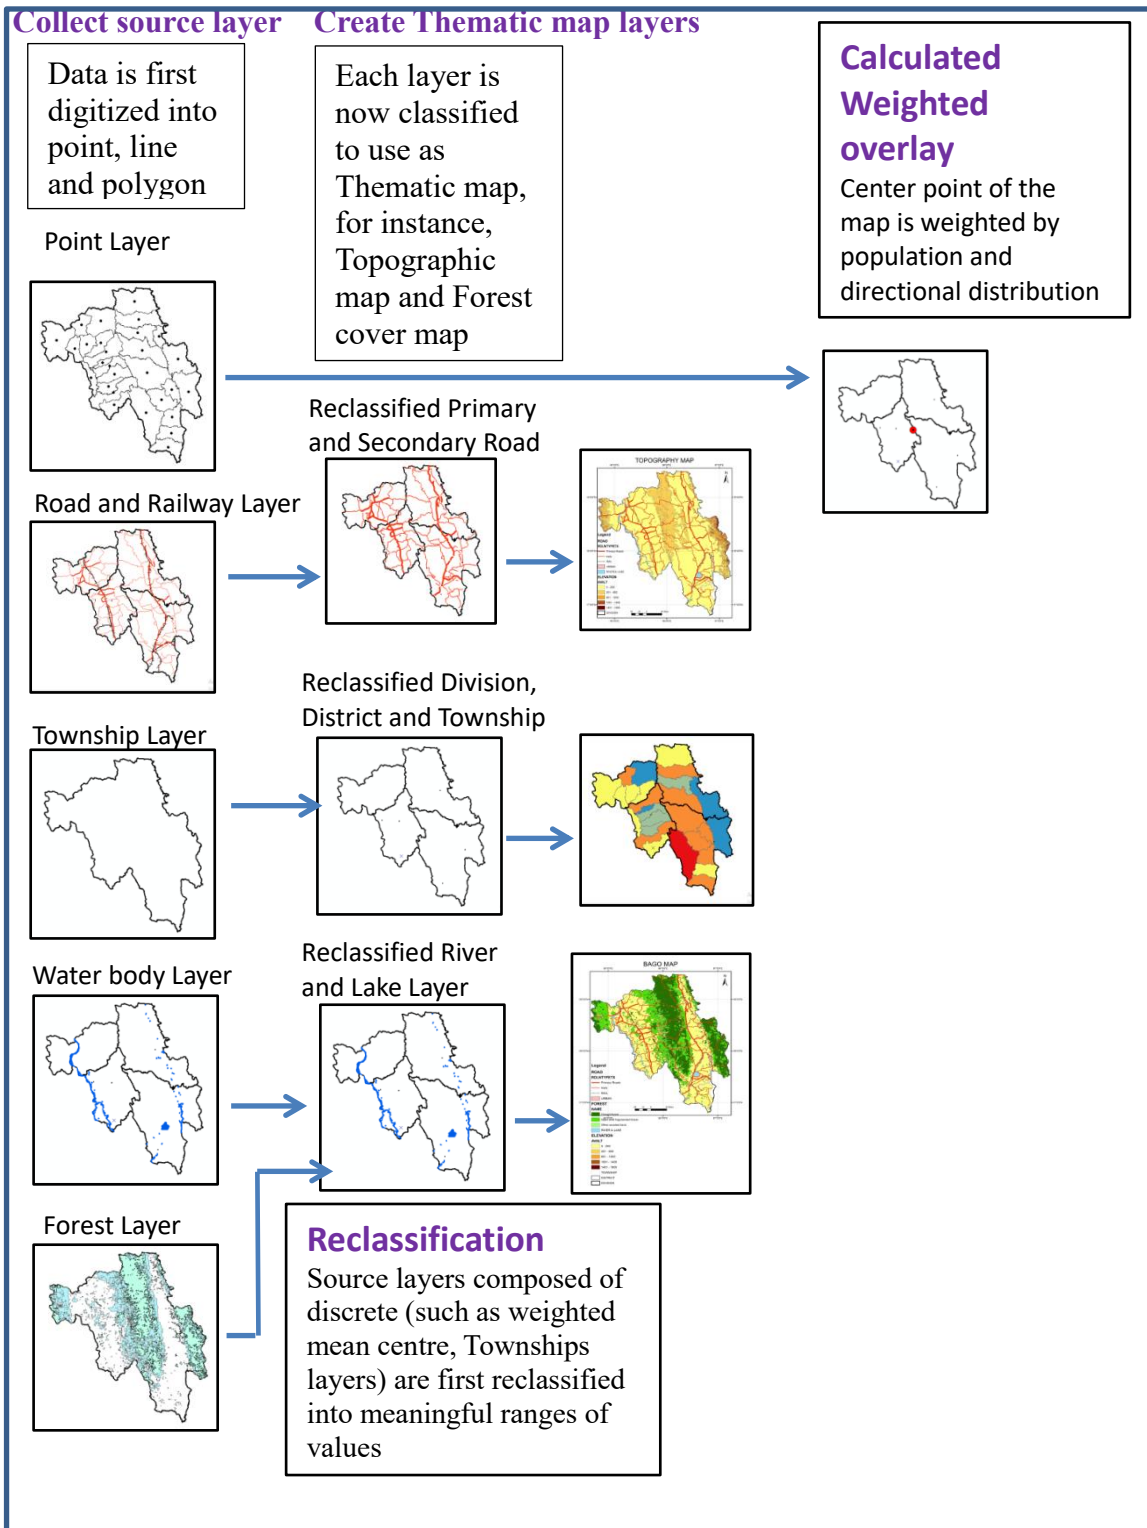 Collect source layer
Create Thematic map layers
Data is first
digitized into
point, line
and polygon
Each layer is
now classified
to use as
Thematic map,
for instance,
Topographic
map and Forest
cover map
Calculated
Weighted
overlay
Center point of the
map is weighted by
population and
directional distribution
Point Layer
Reclassified Primary
and Secondary Road
TOPOGRAPHY MAP
Road and Railway Layer
Reclassified Division,
District and Township
Township Layer
Water body Layer
Reclassified River
and Lake Layer
BAGO MAP
Forest Layer
Reclassification
Source layers composed of
discrete (such as weighted
mean centre, Townships
layers) are first reclassified
into meaningful ranges of
values